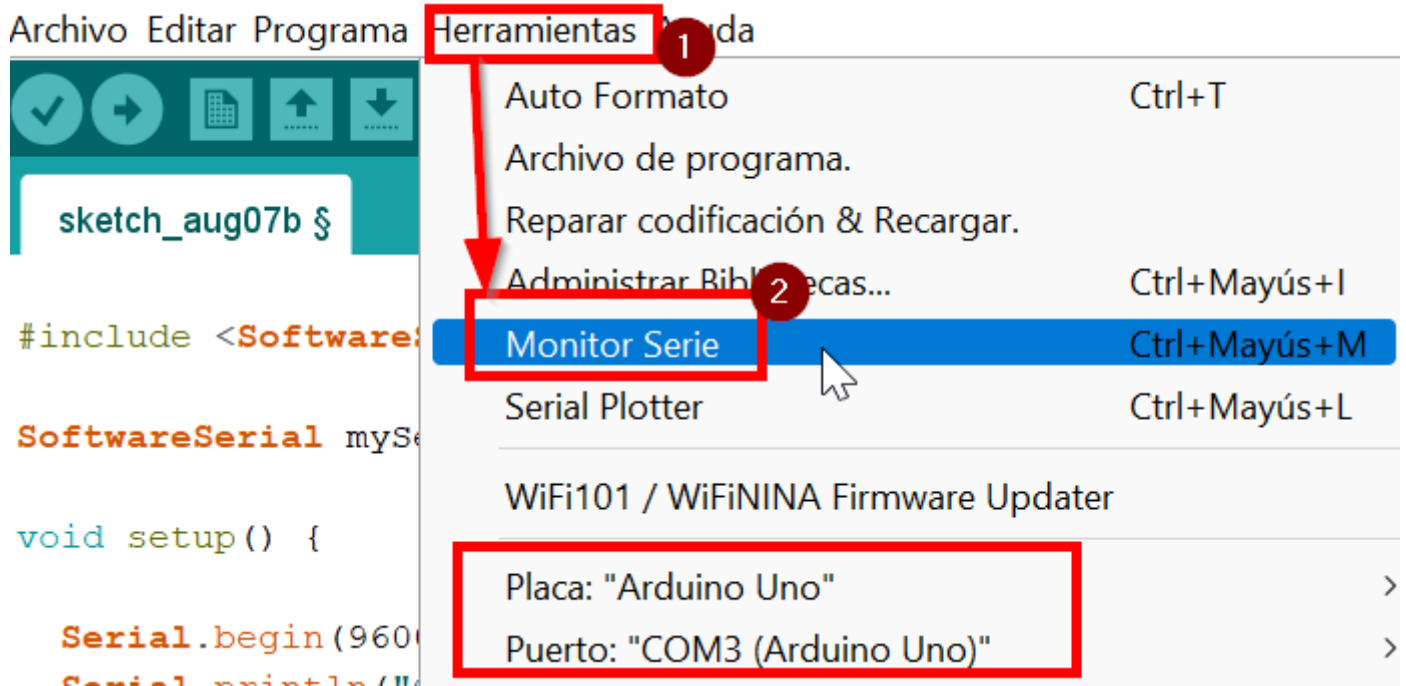 Archivo Editar Programa Herramientas
1
Auto Formato Ctrl+T
Archivo de programa.
sketch_aug07b §
Reparar codificación & Recargar.
Administrar Ctrl+Mayús+I
2
#include <Software
Monitor Serie Ctrl+Mayús+M
Serial Plotter Ctrl+Mayús+L
SoftwareSerial
WiFi101 / WiFiNINA Firmware Updater
void setup() {
Placa: "Arduino Uno"
Serial.begin(960
Puerto: "COM3 (Arduino Uno)"